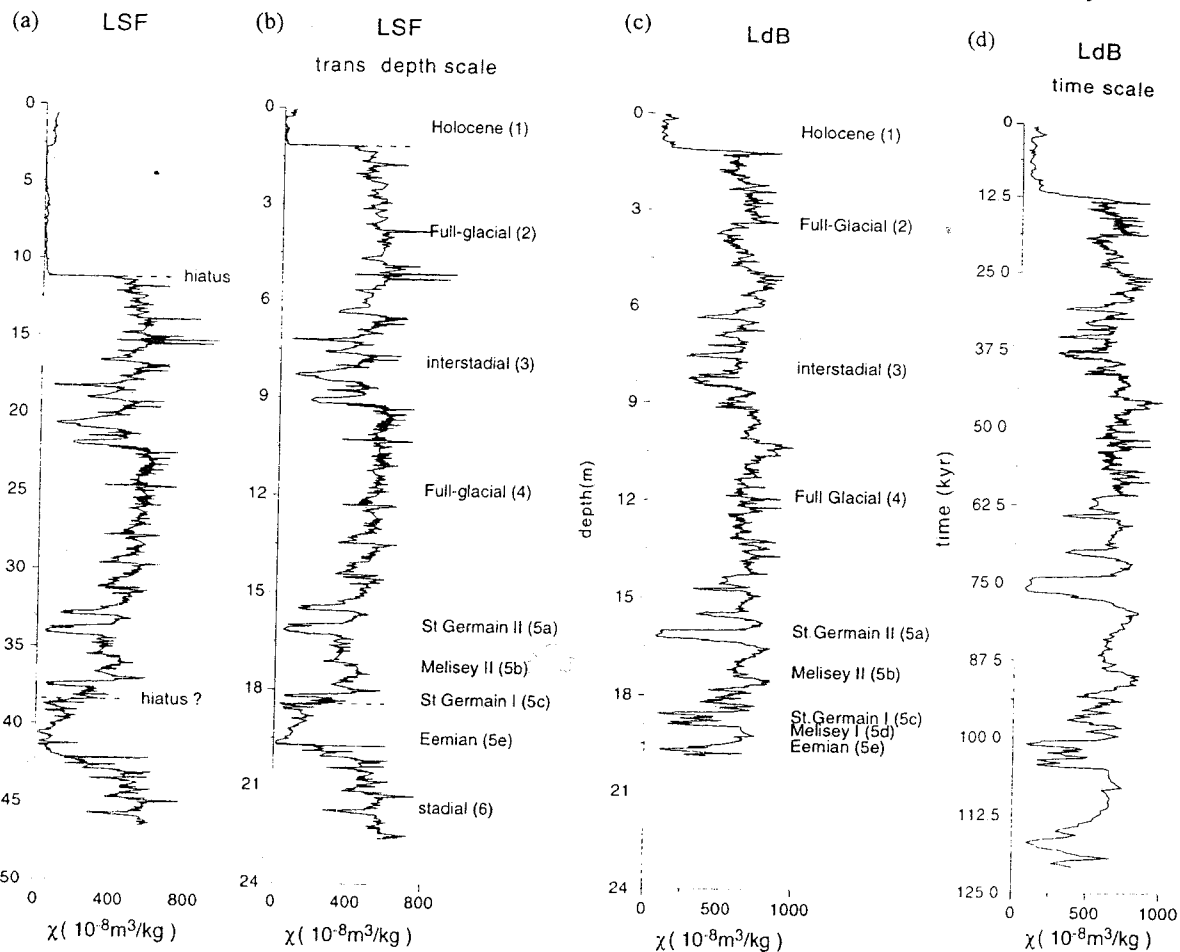 (a)
LSF
0
5
10
15
20
25
30
35
40
45
50
hiatus
hiatus ?
0 400 800
χ( 10-8m3/kg )
(b)
LSF
trans depth scale
0
3
6
9
12
15
18
21
24
Holocene (1)
Full-glacial (2)
interstadial (3)
Full-glacial (4)
St Germain II (5a)
Melisey II (5b)
St Germain I (5c)
Eemian (5e)
stadial (6)
0 400 800
χ( 10-8m3/kg )
(c)
LdB
depth(m)
0
3
6
9
12
15
18
21
24
Holocene (1)
Full-Glacial (2)
interstadial (3)
Full Glacial (4)
St Germain II (5a)
Melisey II (5b)
St.Germain I (5c)
Melisey I (5d)
Eemian (5e)
0 500 1000
χ( 10-8m3/kg )
(d)
LdB
time scale
time (kyr)
0
12.5
25 0
37 5
50 0
62 5
75 0
87 5
100 0
112.5
125 0
0 500 1000
χ( 10-8m3/kg )